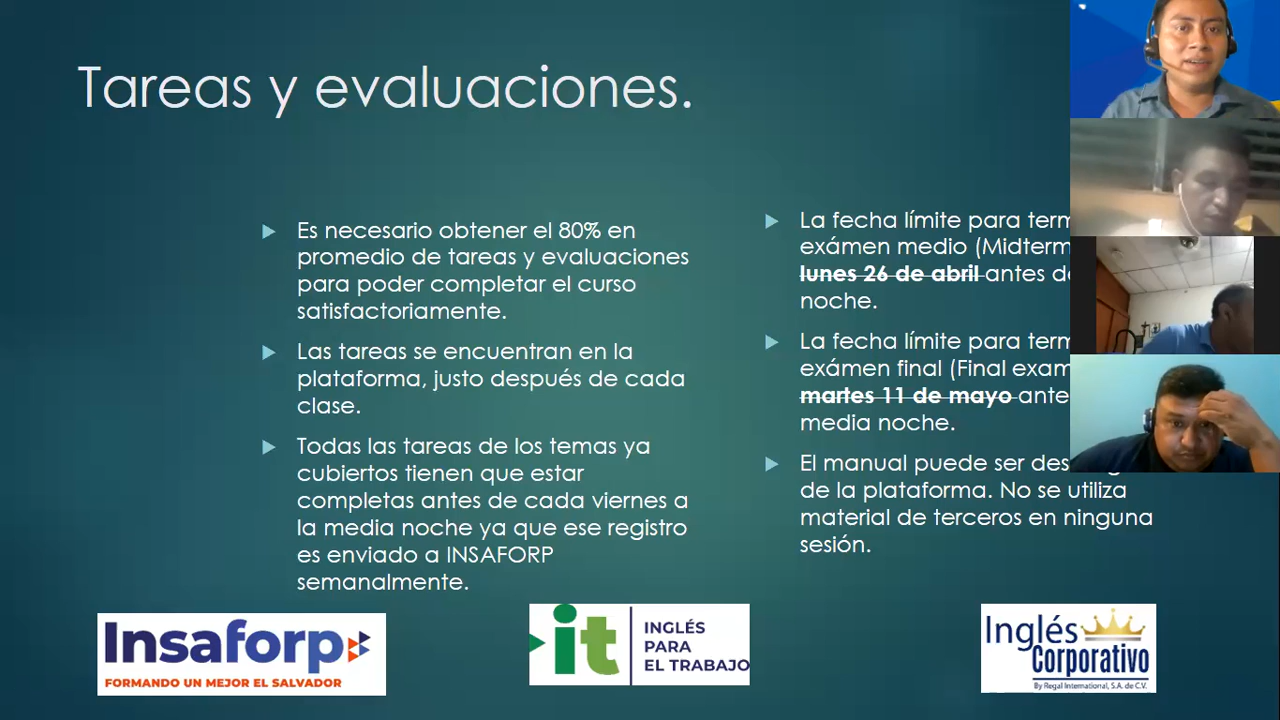 Tareas y evaluaciones.
Es necesario obtener el 80% en
promedio de tareas y evaluaciones
para poder completar el curso
satisfactoriamente.
Las tareas se encuentran en la
plataforma, justo después de cada
clase.
Todas las tareas de los temas ya
cubiertos tienen que estar
completas antes de cada viernes a
la media noche ya que ese registro
es enviado a INSAFORP
semanalmente.
La fecha límite para
exámen medio (Midterm
lunes 26 de abril antes
noche.
La fecha límite para
exámen final (Final
martes 11 de mayo
media noche.
El manual puede ser
de la plataforma. No se utiliza
material de terceros en ninguna
sesión.
Insaforp
FORMANDO UN MEJOR EL SALVADOR
it
INGLÉS
PARA
EL TRABAJO
Inglés
Corporativo
By Regal International, S.A. de C.V.